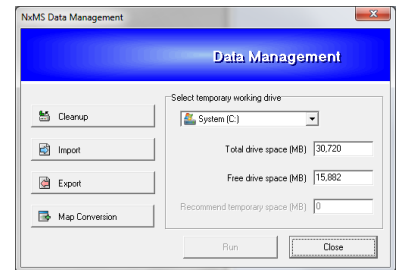 NxMS Data Management
Data Management
Select temporary working drive
Cleanup
System (C:)
Import
Total drive space (MB) 30,720
Export
Free drive space (MB) 15,882
Map Conversion
Recommend temporary space (MB) 0
Run
Close